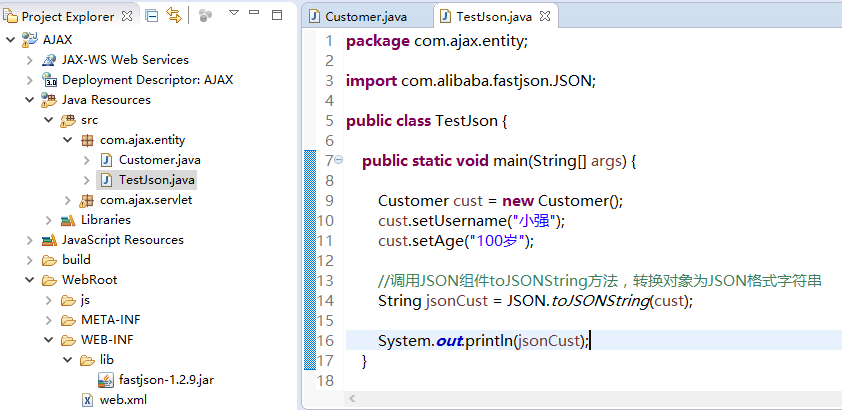 Project Explorer
AJAX
JAX-WS Web Services
Deployment Descriptor: AJAX
Java Resources
src
com.ajax.entity
Customer.java
TestJson.java
com.ajax.servlet
Libraries
JavaScript Resources
build
WebRoot
js
META-INF
WEB-INF
lib
fastjson-1.2.9.jar
web.xml
Customer.java
TestJson.java
1 package com.ajax.entity;
2
3 import com.alibaba.fastjson.JSON;
4
5 public class TestJson {
6
7 public static void main(String[] args) {
8
9 Customer cust = new Customer();
10 cust.setUsername("小强");
11 cust.setAge("100岁");
12
13 //调用JSON组件toJSONString方法，转换对象为JSON格式字符串
14 String jsonCust = JSON.toJSONString(cust);
15
16 System.out.println(jsonCust);
17 }
18